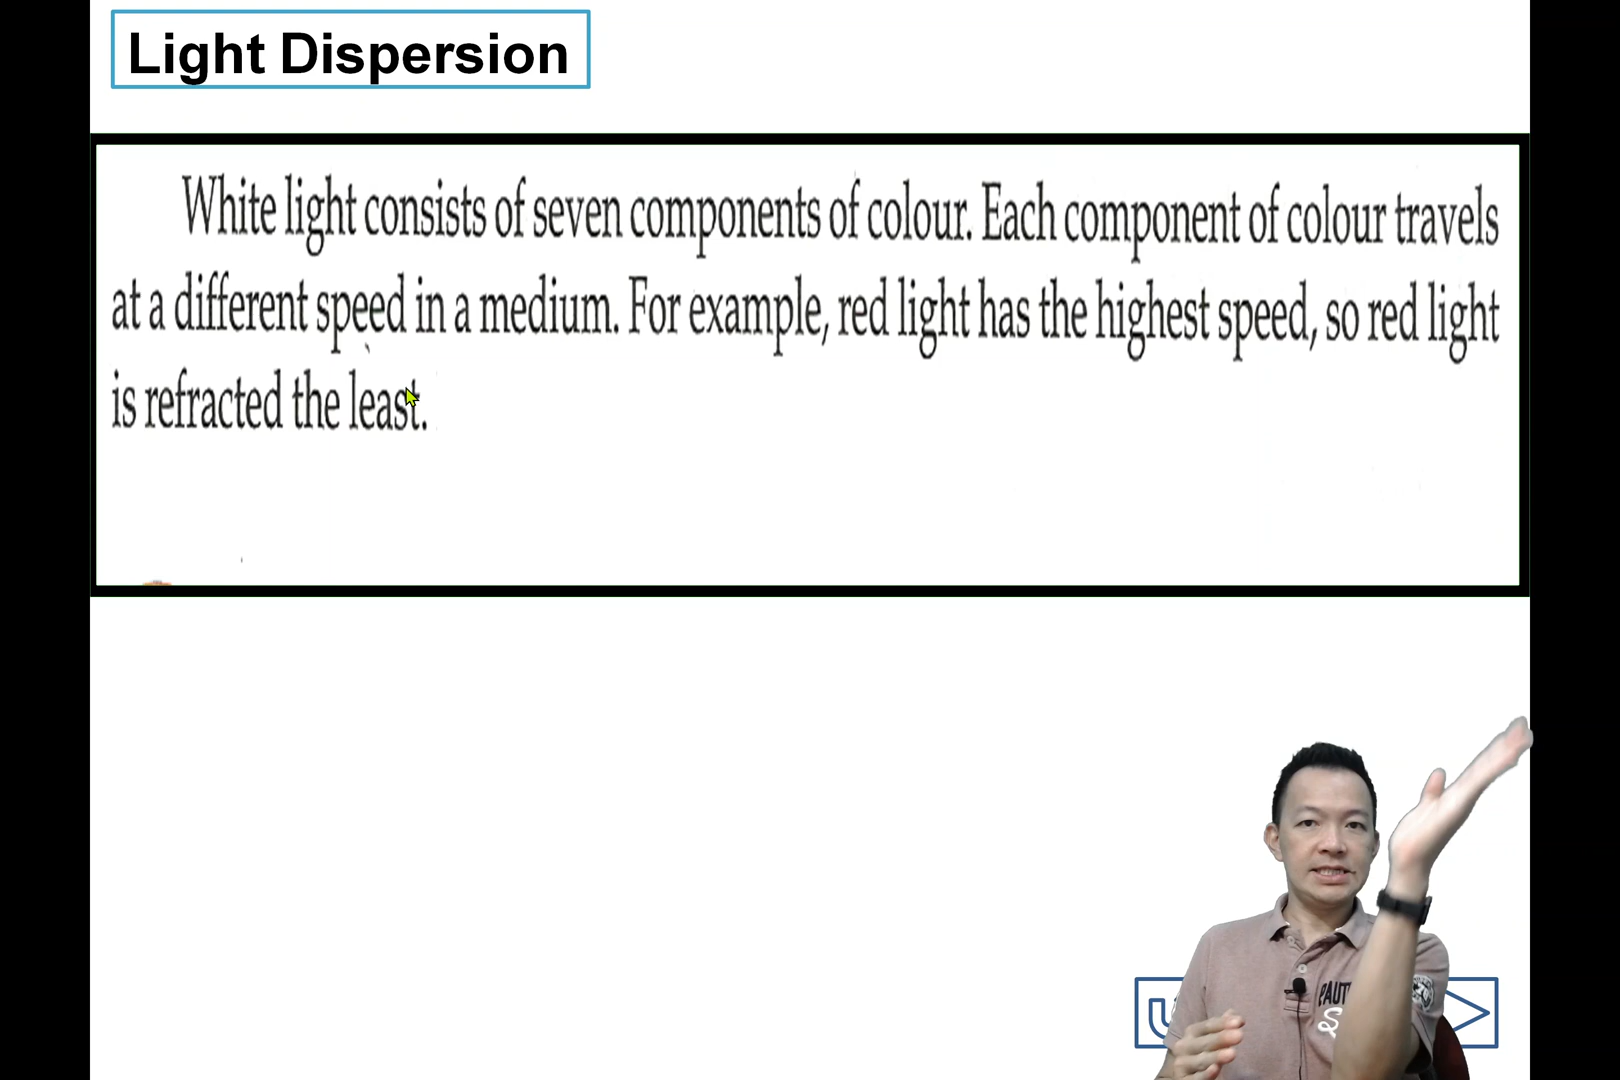 Light Dispersion
White light consists of seven components of colour. Each component of colour travels
at a different speed in a medium. For example, red light has the highest speed, so red light
is refracted the least.